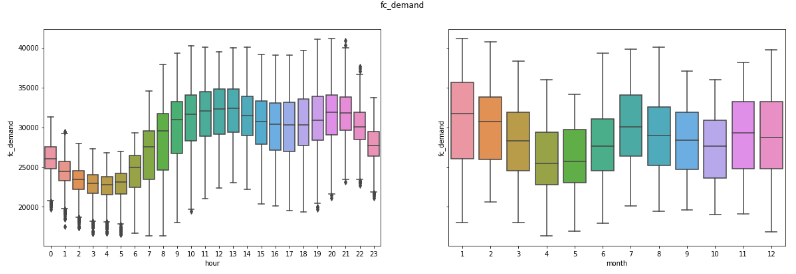 fc_demand
fc_demand
40000
35000
30000
25000
20000
0 1 2 3 4 5 6 7 8 9 10 11 12 13 14 15 16 17 18 19 20 21 22 23
hour
fc_demand
1 2 3 4 5 6 7 8 9 10 11 12
month